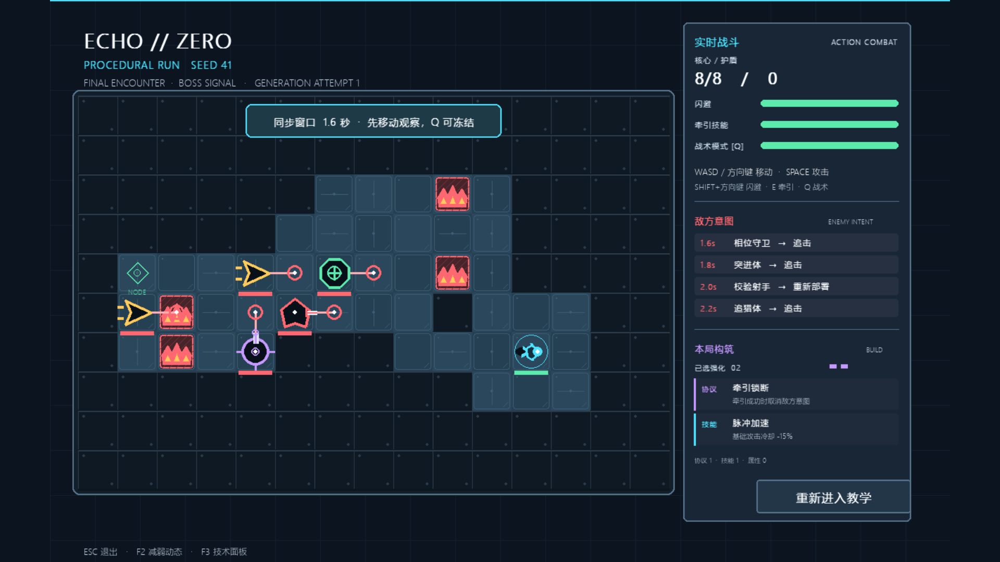 ECHO // ZERO
PROCEDURAL RUN SEED 41
FINAL ENCOUNTER · BOSS SIGNAL · GENERATION ATTEMPT 1
同步窗口 1.6 秒 · 先移动观察，Q 可冻结
NODE
实时战斗 ACTION COMBAT
核心 / 护盾
8/8 / 0
闪避
牵引技能
战术模式 [Q]
WASD / 方向键 移动 · SPACE 攻击
SHIFT+方向键 闪避 · E 牵引 · Q 战术
敌方意图 ENEMY INTENT
1.6s 相位守卫 → 追击
1.8s 突进体 → 追击
2.0s 校验射手 → 重新部署
2.2s 追猎体 → 追击
本局构筑 BUILD
已选强化 02
协议 牵引锁断
牵引成功时取消敌方意图
技能 脉冲加速
基础攻击冷却 -15%
协议 1 · 技能 1 · 属性 0
重新进入教学
ESC 退出 · F2 减弱动态 · F3 技术面板